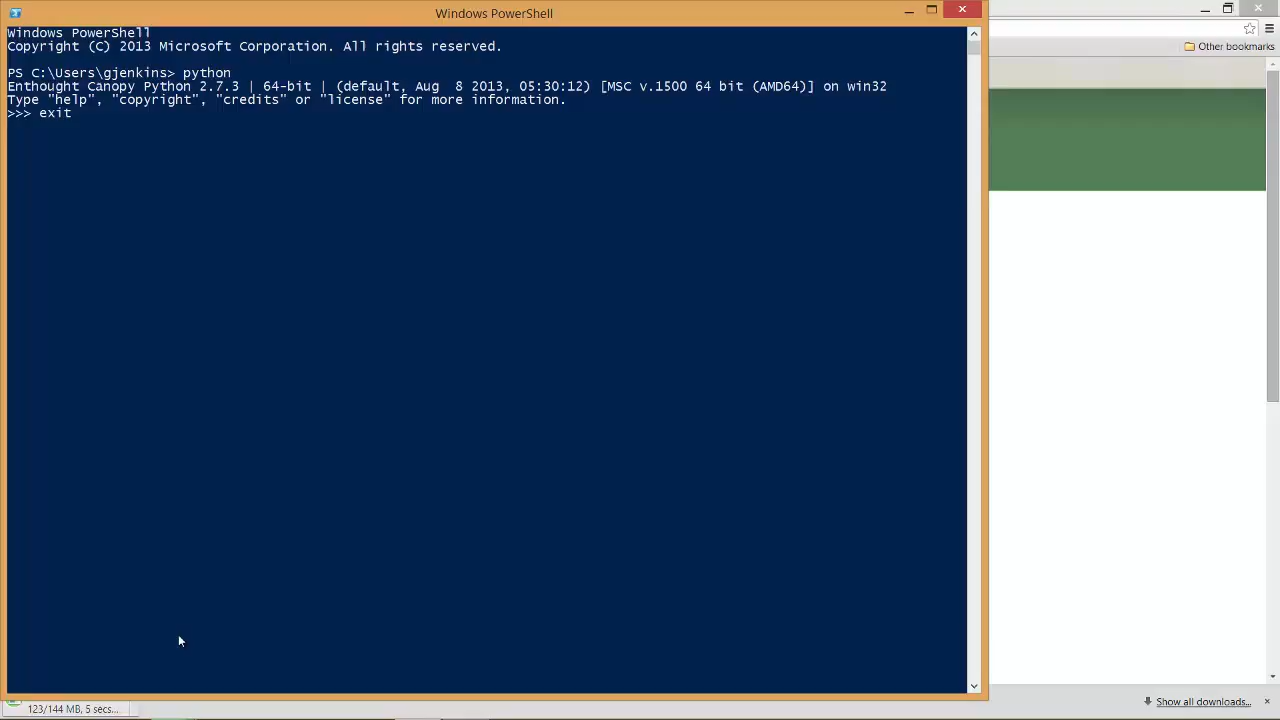 Windows PowerShell
Windows PowerShell
Copyright (C) 2013 Microsoft Corporation. All rights reserved.
PS C:\Users\gjenkins> python
Enthought Canopy Python 2.7.3 | 64-bit | (default, Aug  8 2013, 05:30:12) [MSC v.1500 64 bit (AMD64)] on win32
Type "help", "copyright", "credits" or "license" for more information.
>>> exit
Other bookmarks
123/144 MB, 5 secs...
Show all downloads...